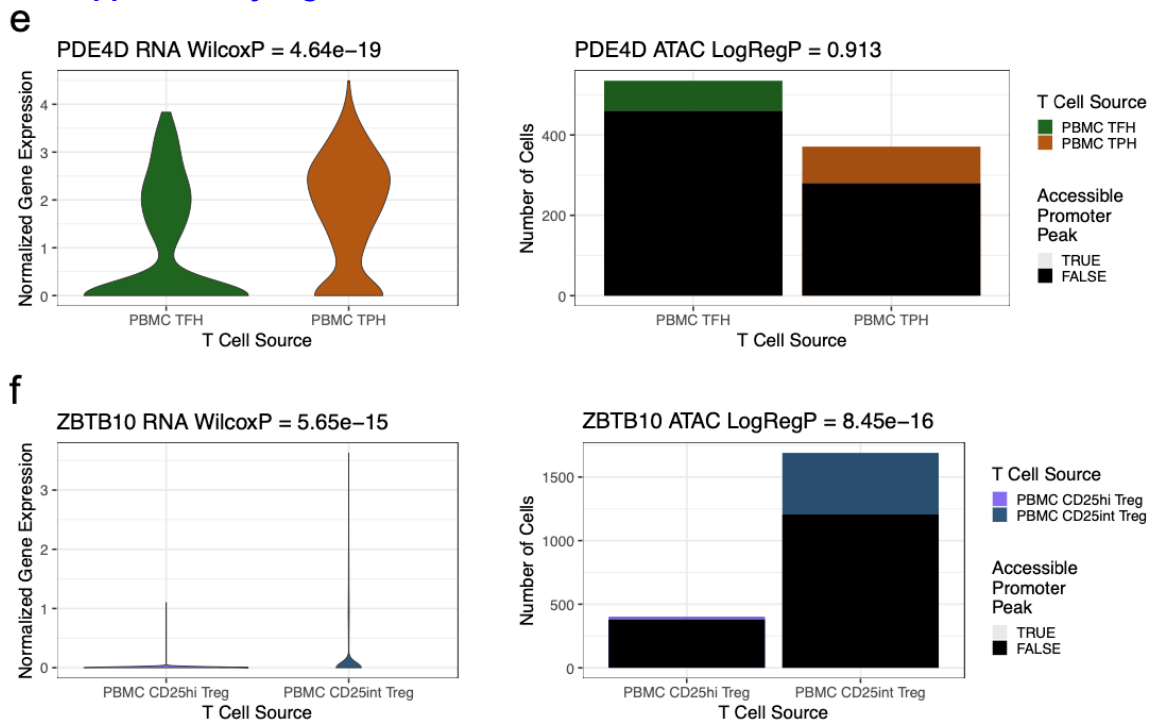 e
PDE4D RNA WilcoxP = 4.64e−19
Normalized Gene Expression
4
3
2
1
0
PBMC TFH
PBMC TPH
T Cell Source
PDE4D ATAC LogRegP = 0.913
Number of Cells
400
200
0
PBMC TFH
PBMC TPH
T Cell Source
T Cell Source
PBMC TFH
PBMC TPH
Accessible
Promoter
Peak
TRUE
FALSE
f
ZBTB10 RNA WilcoxP = 5.65e−15
Normalized Gene Expression
3
2
1
0
PBMC CD25hi Treg
PBMC CD25int Treg
T Cell Source
ZBTB10 ATAC LogRegP = 8.45e−16
Number of Cells
1500
1000
500
0
PBMC CD25hi Treg
PBMC CD25int Treg
T Cell Source
T Cell Source
PBMC CD25hi Treg
PBMC CD25int Treg
Accessible
Promoter
Peak
TRUE
FALSE